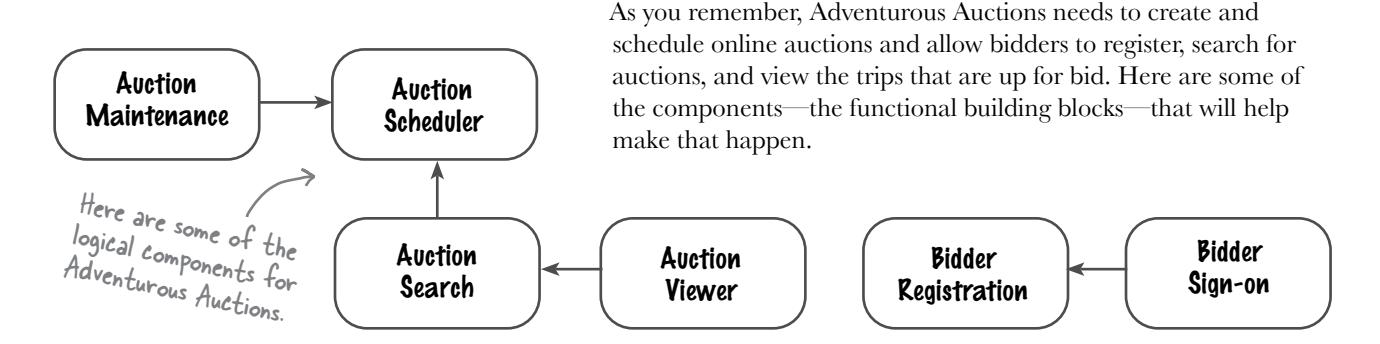 As you remember, Adventurous Auctions needs to create and
schedule online auctions and allow bidders to register, search for
auctions, and view the trips that are up for bid. Here are some of
the components—the functional building blocks—that will help
make that happen.
Auction
Maintenance
Auction
Scheduler
Here are some of the
logical components for
Adventurous Auctions.
Auction
Search
Auction
Viewer
Bidder
Registration
Bidder
Sign-on